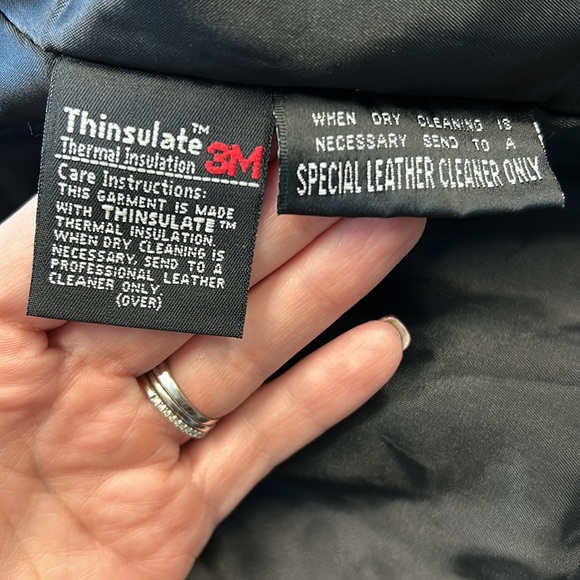 Thinsulate™
Thermal Insulation 3M
Care Instructions:
THIS GARMENT IS MADE
WITH THINSULATE™
THERMAL INSULATION.
WHEN DRY CLEANING IS
NECESSARY, SEND TO A
PROFESSIONAL LEATHER
CLEANER ONLY
(OVER)
WHEN DRY CLEANING IS
NECESSARY SEND TO A
SPECIAL LEATHER CLEANER ONLY